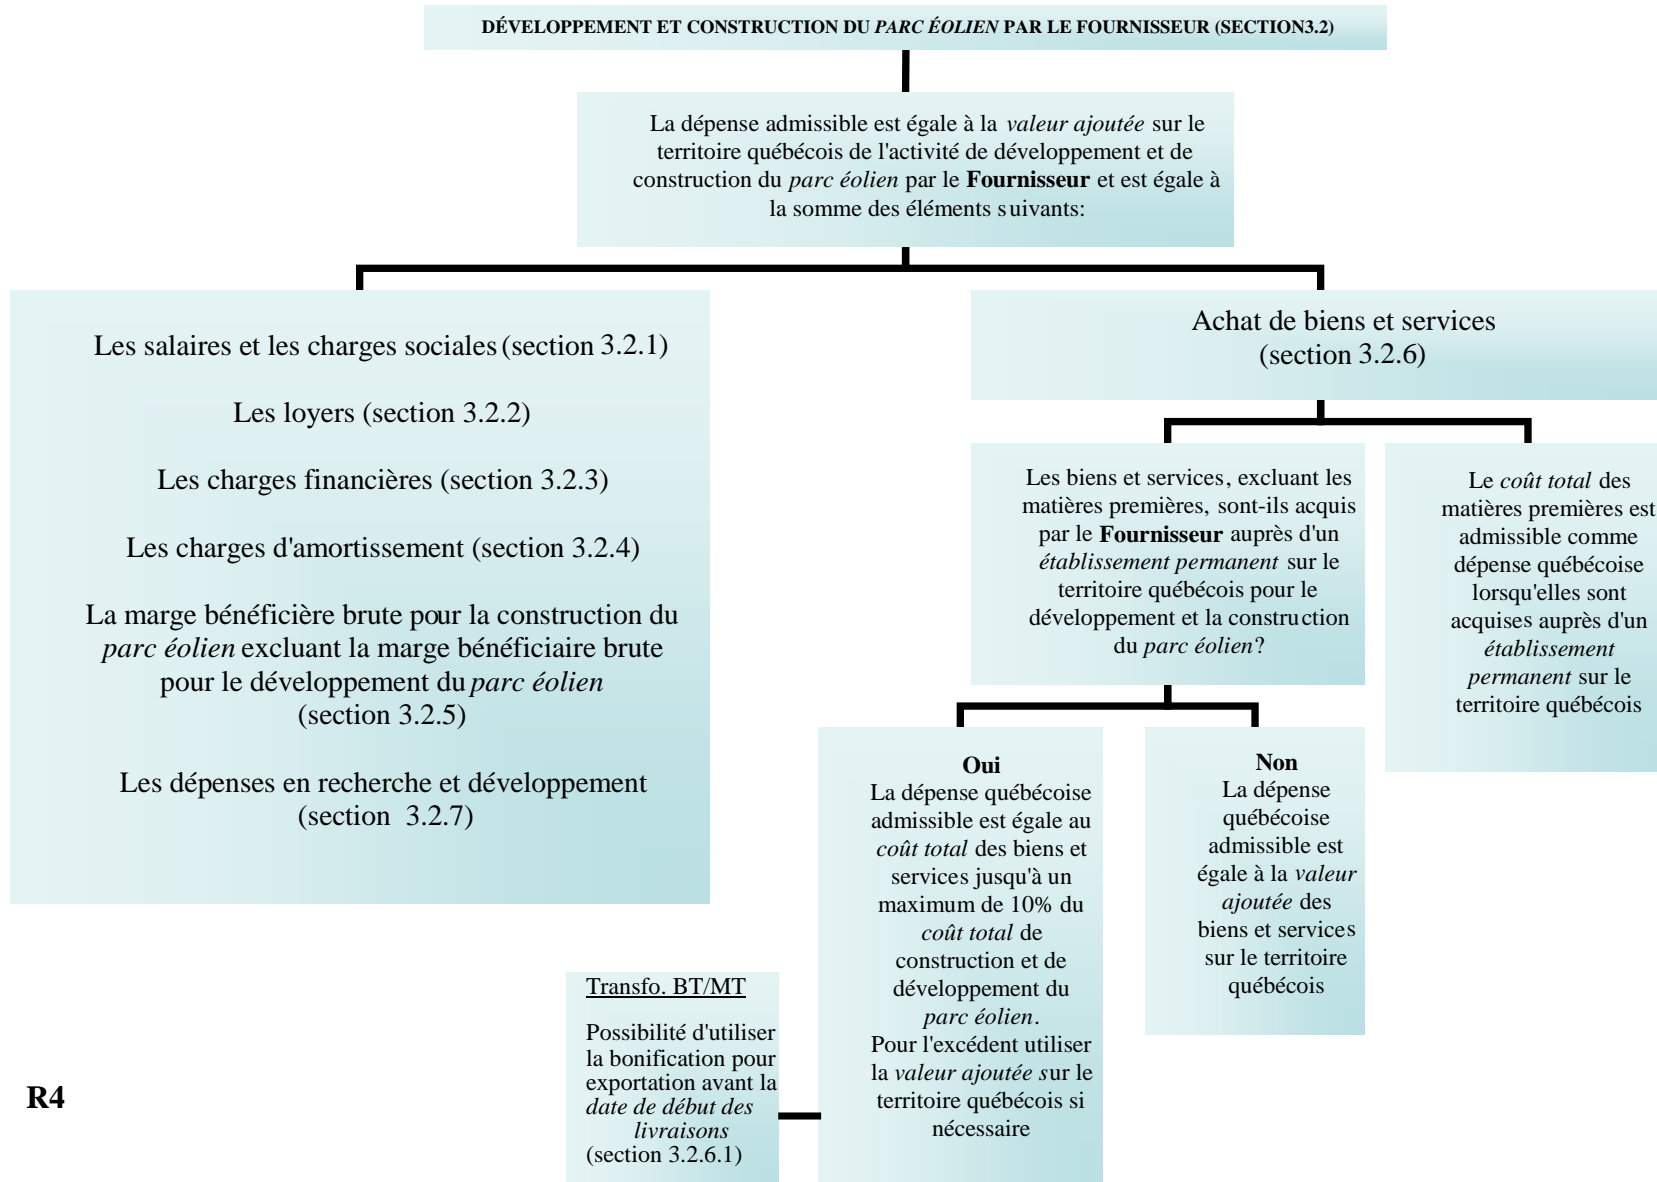 DÉVELOPPEMENT ET CONSTRUCTION DU PARC ÉOLIEN PAR LE FOURNISSEUR (SECTION3.2)
La dépense admissible est égale à la valeur ajoutée sur le
territoire québécois de l'activité de développement et de
construction du parc éolien par le Fournisseur et est égale à
la somme des éléments suivants:
Les salaires et les charges sociales (section 3.2.1)
Les loyers (section 3.2.2)
Les charges financières (section 3.2.3)
Les charges d'amortissement (section 3.2.4)
La marge bénéficière brute pour la construction du
parc éolien excluant la marge bénéficiaire brute
pour le développement du parc éolien
(section 3.2.5)
Les dépenses en recherche et développement
(section 3.2.7)
Achat de biens et services
(section 3.2.6)
Les biens et services, excluant les
matières premières, sont-ils acquis
par le Fournisseur auprès d'un
établissement permanent sur le
territoire québécois pour le
développement et la construction
du parc éolien?
Le coût total des
matières premières est
admissible comme
dépense québécoise
lorsqu'elles sont
acquises auprès d'un
établissement
permanent sur le
territoire québécois
Oui
La dépense québécoise
admissible est égale au
coût total des biens et
services jusqu'à un
maximum de 10% du
coût total de
construction et de
développement du
parc éolien.
Pour l'excédent utiliser
la valeur ajoutée sur le
territoire québécois si
nécessaire
Non
La dépense
québécoise
admissible est
égale à la valeur
ajoutée des
biens et services
sur le territoire
québécois
Transfo. BT/MT
Possibilité d'utiliser
la bonification pour
exportation avant la
date de début des
livraisons
(section 3.2.6.1)
R4